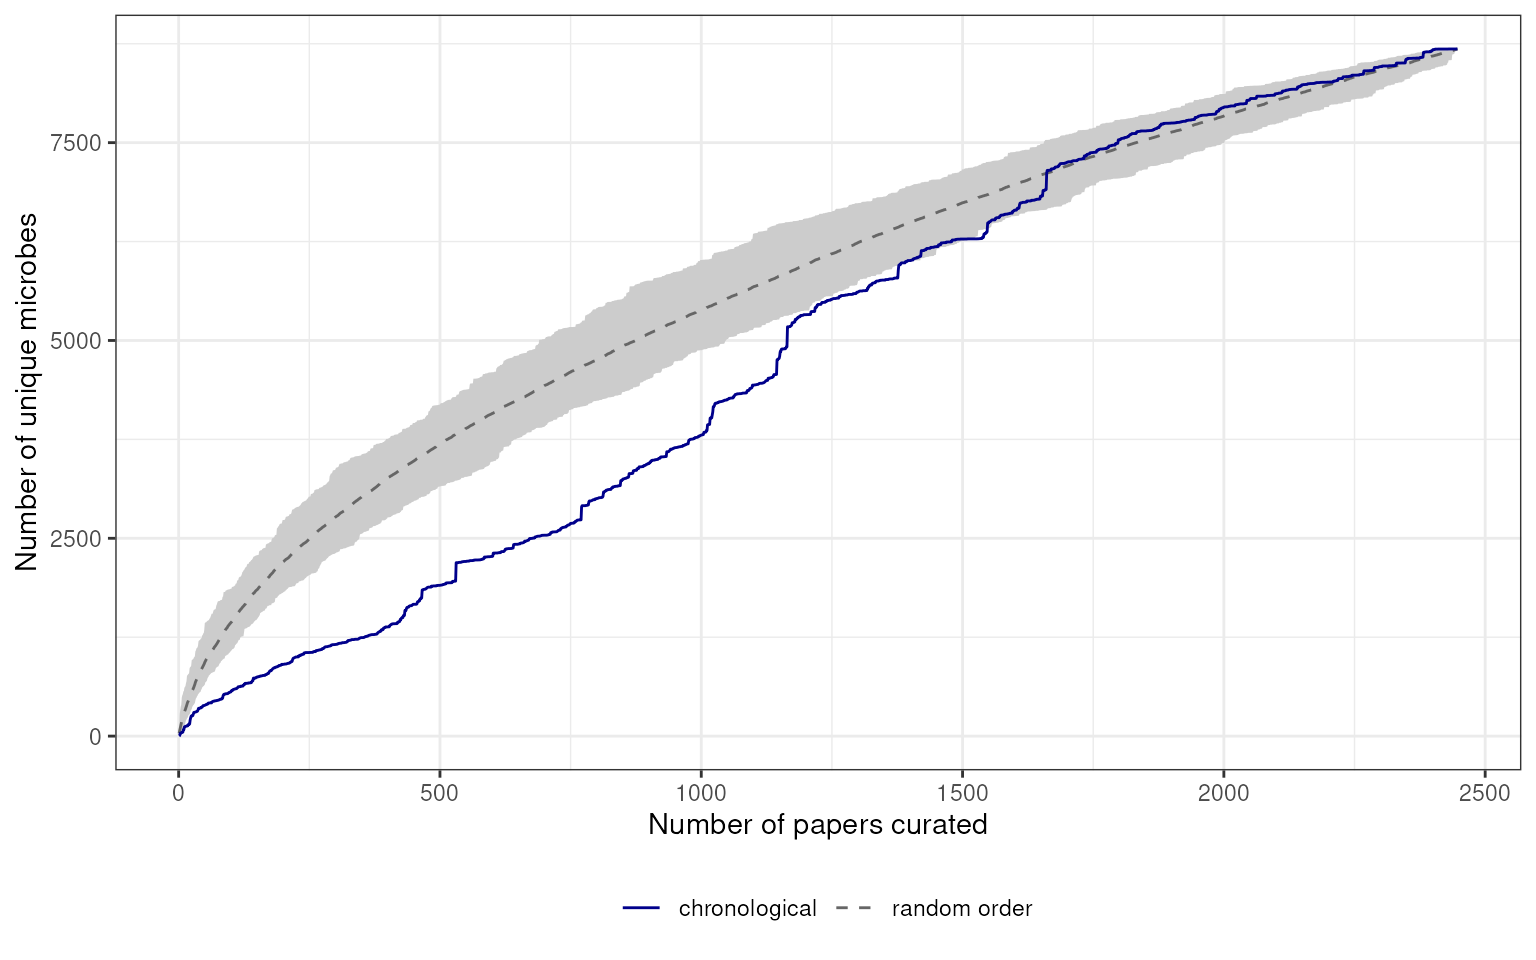 Number of unique microbes
7500
5000
2500
0
0 500 1000 1500 2000 2500
Number of papers curated
chronological random order